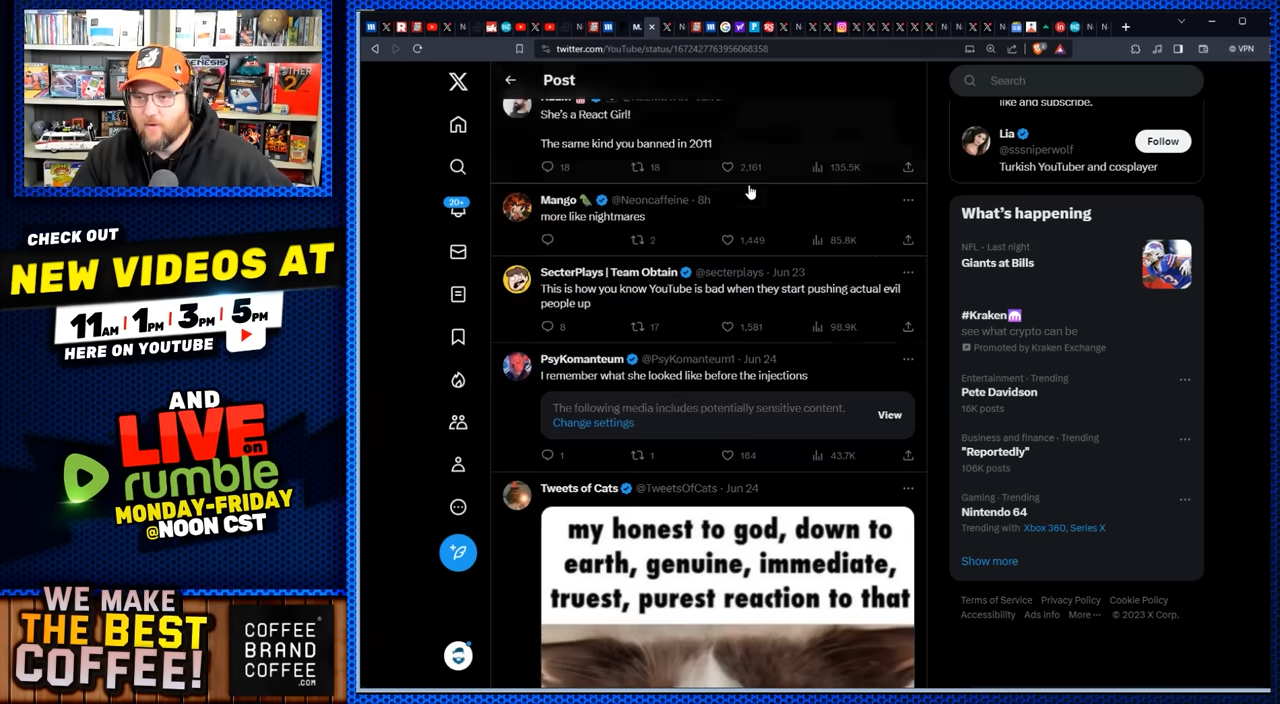 CHECK OUT
NEW VIDEOS AT
11AM | 1PM | 3PM | 5PM
HERE ON YOUTUBE
AND
LIVE
on
rumble
MONDAY-FRIDAY
@NOON CST
WE MAKE
THE BEST
COFFEE!
COFFEE
BRAND
COFFEE
.COM
twitter.com/YouTube/status/1672427763956068358
VPN
20+
Post
She's a React Girl!
The same kind you banned in 2011
18 18 2,161 135.5K
Mango @Neoncaffeine · 8h
more like nightmares
2 1,449 85.8K
SecterPlays | Team Obtain @secterplays · Jun 23
This is how you know YouTube is bad when they start pushing actual evil
people up
8 17 1,581 98.9K
PsyKomanteum @PsyKomanteum1 · Jun 24
I remember what she looked like before the injections
The following media includes potentially sensitive content.
Change settings
View
1 1 164 43.7K
Tweets of Cats @TweetsOfCats · Jun 24
my honest to god, down to
earth, genuine, immediate,
truest, purest reaction to that
Search
like and subscribe.
Lia
@sssniperwolf
Follow
Turkish YouTuber and cosplayer
What's happening
NFL · Last night
Giants at Bills
#Kraken
see what crypto can be
Promoted by Kraken Exchange
Entertainment · Trending
Pete Davidson
16K posts
Business and finance · Trending
"Reportedly"
106K posts
Gaming · Trending
Nintendo 64
Trending with Xbox 360, Series X
Show more
Terms of Service Privacy Policy Cookie Policy
Accessibility Ads info More ··· © 2023 X Corp.